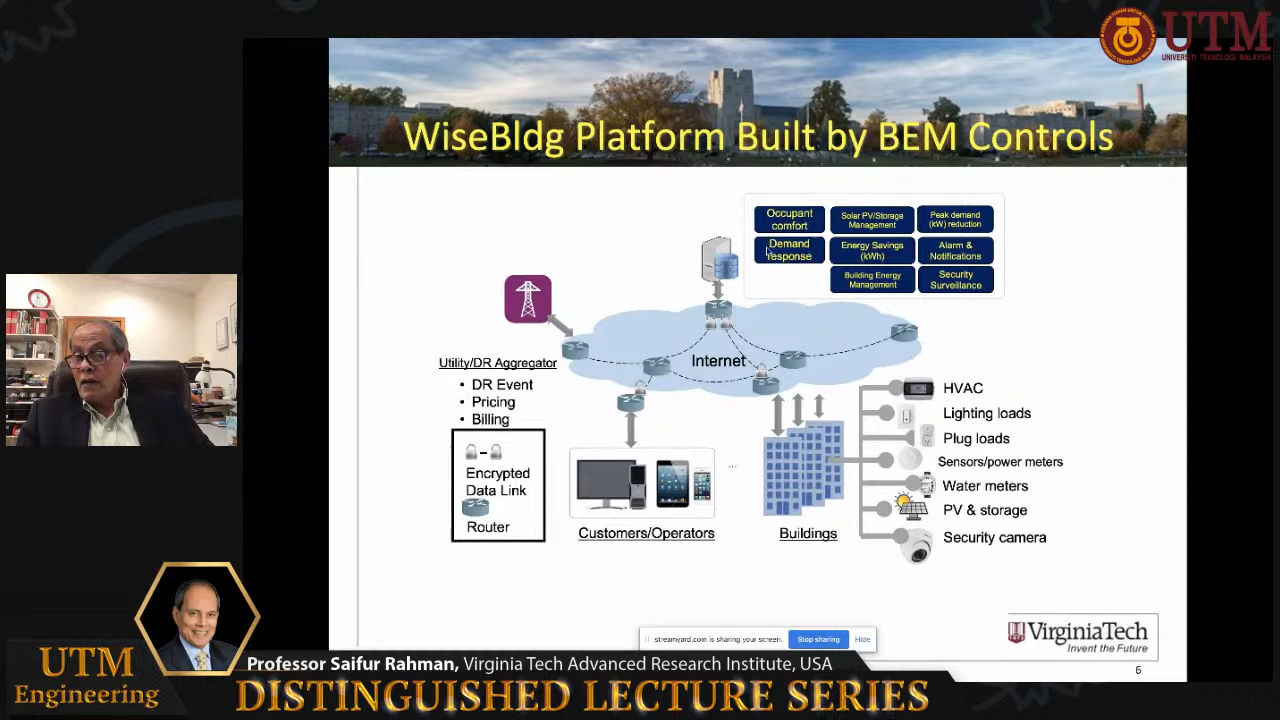 UTM
UNIVERSITI TEKNOLOGI MALAYSIA
WiseBldg Platform Built by BEM Controls
Occupant comfort
Solar PV/Storage Management
Peak demand (kW) reduction
Demand response
Energy Savings (kWh)
Alarm & Notifications
Building Energy Management
Security Surveillance
Internet
Utility/DR Aggregator
• DR Event
• Pricing
• Billing
Encrypted
Data Link
Router
Customers/Operators
...
Buildings
HVAC
Lighting loads
Plug loads
Sensors/power meters
Water meters
PV & storage
Security camera
streamyard.com is sharing your screen.
Stop sharing
Hide
VirginiaTech
Invent the Future
6
UTM
Engineering
Professor Saifur Rahman, Virginia Tech Advanced Research Institute, USA
DISTINGUISHED LECTURE SERIES